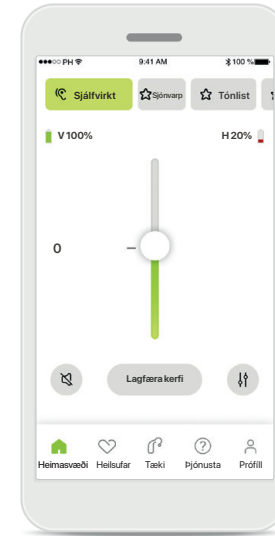 PH 9:41 AM 100 %
Sjálfvirkt Sjónvarp Tónlist
V 100% H 20%
0
Lagfæra kerfi
Heimasvæði Heilsufar Tæki Þjónusta Prófíll